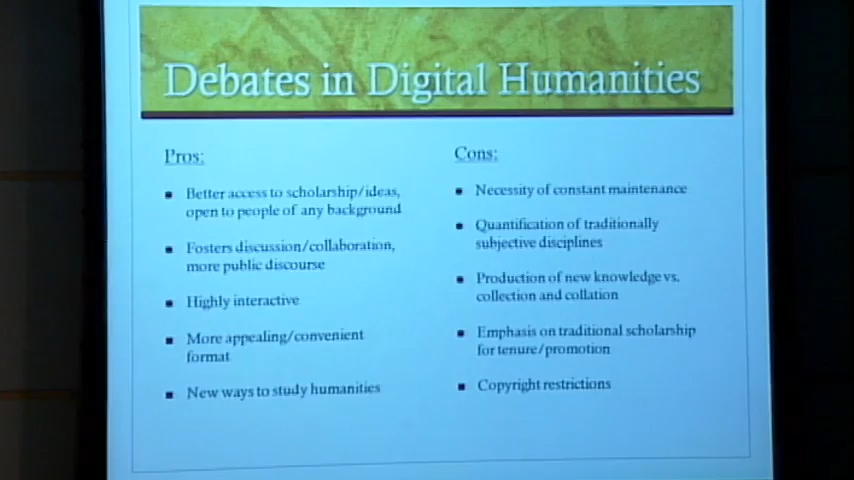 Debates in Digital Humanities
Pros:
Better access to scholarship/ideas,
open to people of any background
Fosters discussion/collaboration,
more public discourse
Highly interactive
More appealing/convenient
format
New ways to study humanities
Cons:
Necessity of constant maintenance
Quantification of traditionally
subjective disciplines
Production of new knowledge vs.
collection and collation
Emphasis on traditional scholarship
for tenure/promotion
Copyright restrictions